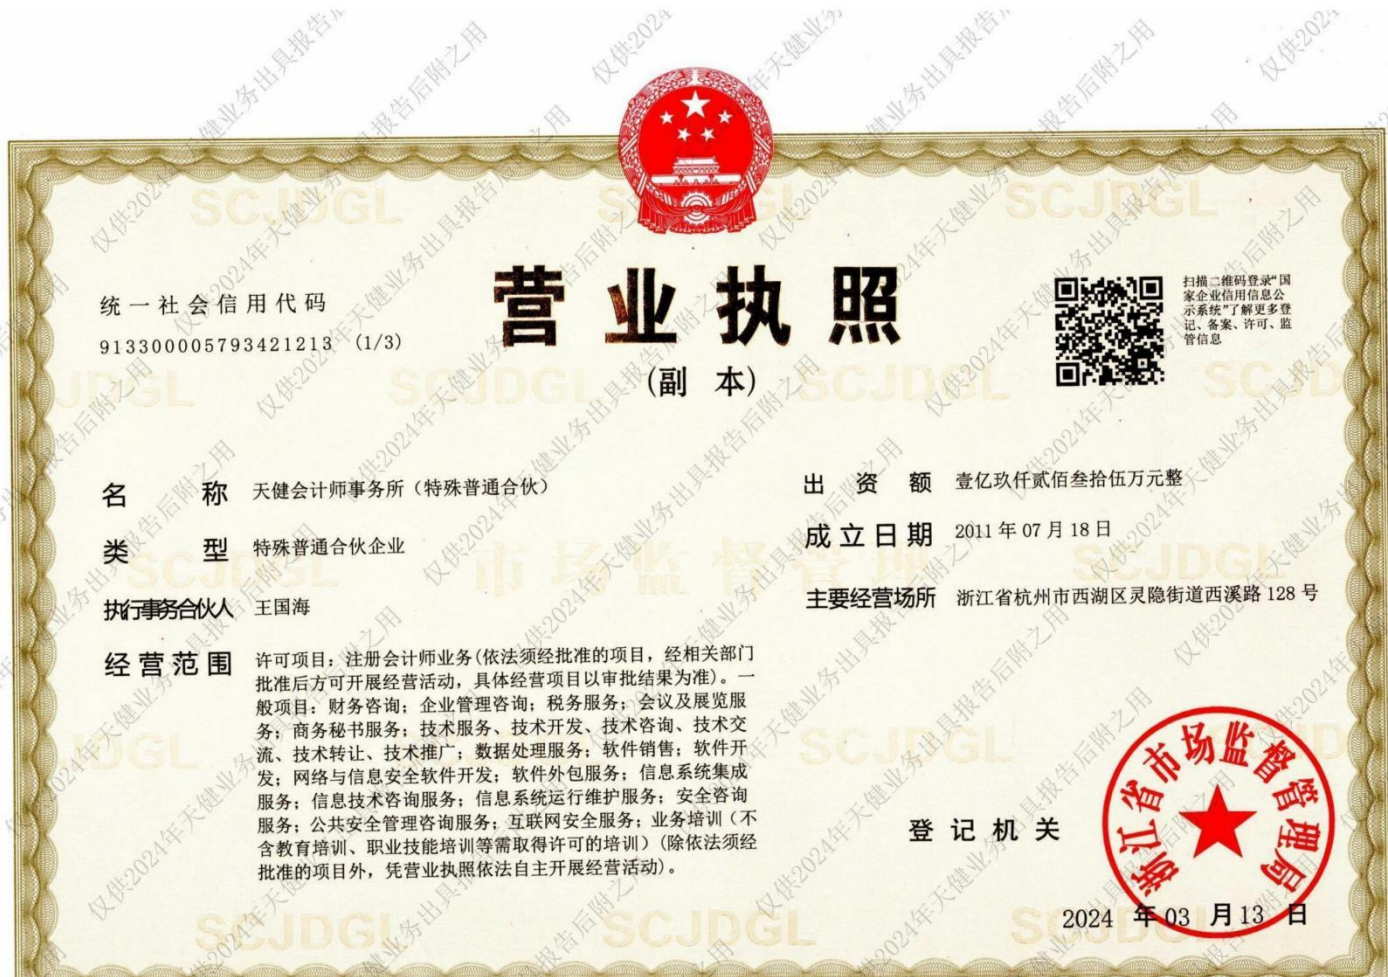 营业执照
(副 本)
统一社会信用代码
913300005793421213 (1/3)
扫描二维码登录“国
家企业信用信息公
示系统”了解更多登
记、备案、许可、监
管信息
名 称 天健会计师事务所（特殊普通合伙）
类 型 特殊普通合伙企业
执行事务合伙人 王国海
经营范围 许可项目：注册会计师业务(依法须经批准的项目，经相关部门
批准后方可开展经营活动，具体经营项目以审批结果为准)。一
般项目：财务咨询；企业管理咨询；税务服务；会议及展览服
务；商务秘书服务；技术服务、技术开发、技术咨询、技术交
流、技术转让、技术推广；数据处理服务；软件销售；软件开
发；网络与信息安全软件开发；软件外包服务；信息系统集成
服务；信息技术咨询服务；信息系统运行维护服务；安全咨询
服务；公共安全管理咨询服务；互联网安全服务；业务培训（不
含教育培训、职业技能培训等需取得许可的培训）(除依法须经
批准的项目外，凭营业执照依法自主开展经营活动)。
出 资 额 壹亿玖仟贰佰叁拾伍万元整
成立日期 2011 年 07 月 18 日
主要经营场所 浙江省杭州市西湖区灵隐街道西溪路 128 号
登记机关
浙江省市场监督管理局
2024 年 03 月 13 日
SCJDGL
市场监督管理
仅供2024年天健业务出具报告后附之用